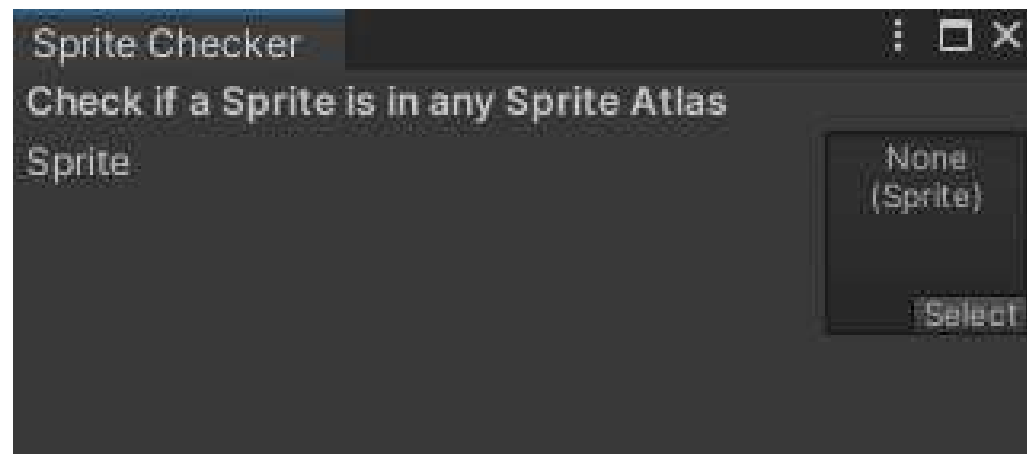 Sprite Checker
Check if a Sprite is in any Sprite Atlas
Sprite
None
(Sprite)
Select